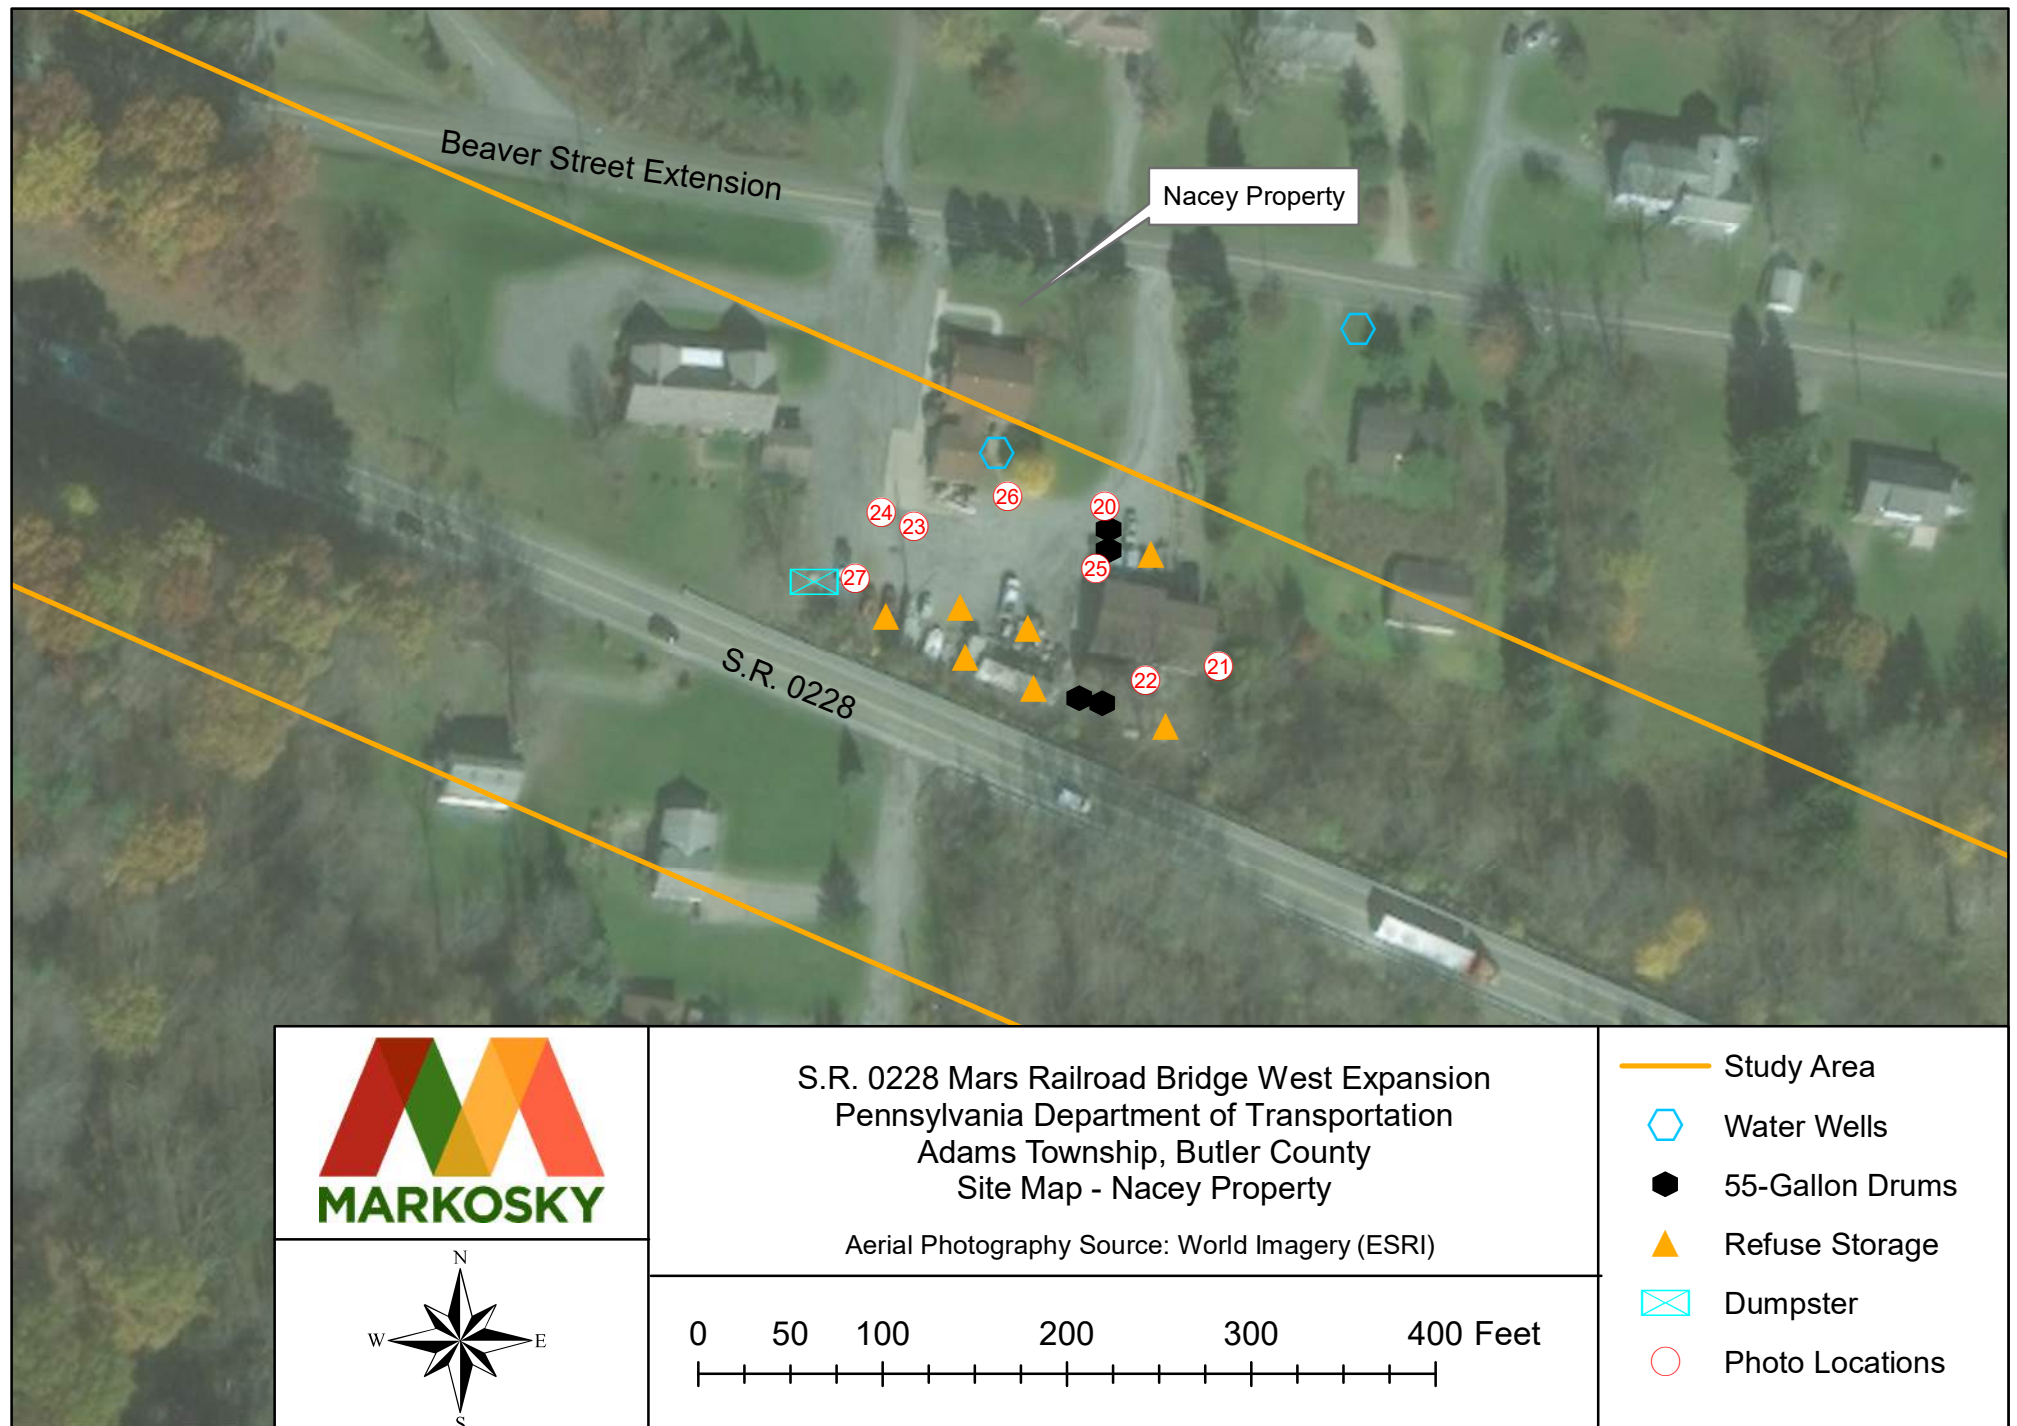 Beaver Street Extension
Nacey Property
26
20
24
23
25
27
S.R. 0228
22
21
MARKOSKY
S.R. 0228 Mars Railroad Bridge West Expansion
Pennsylvania Department of Transportation
Adams Township, Butler County
Site Map - Nacey Property
Aerial Photography Source: World Imagery (ESRI)
N
W E
S
0 50 100 200 300 400 Feet
Study Area
Water Wells
55-Gallon Drums
Refuse Storage
Dumpster
Photo Locations